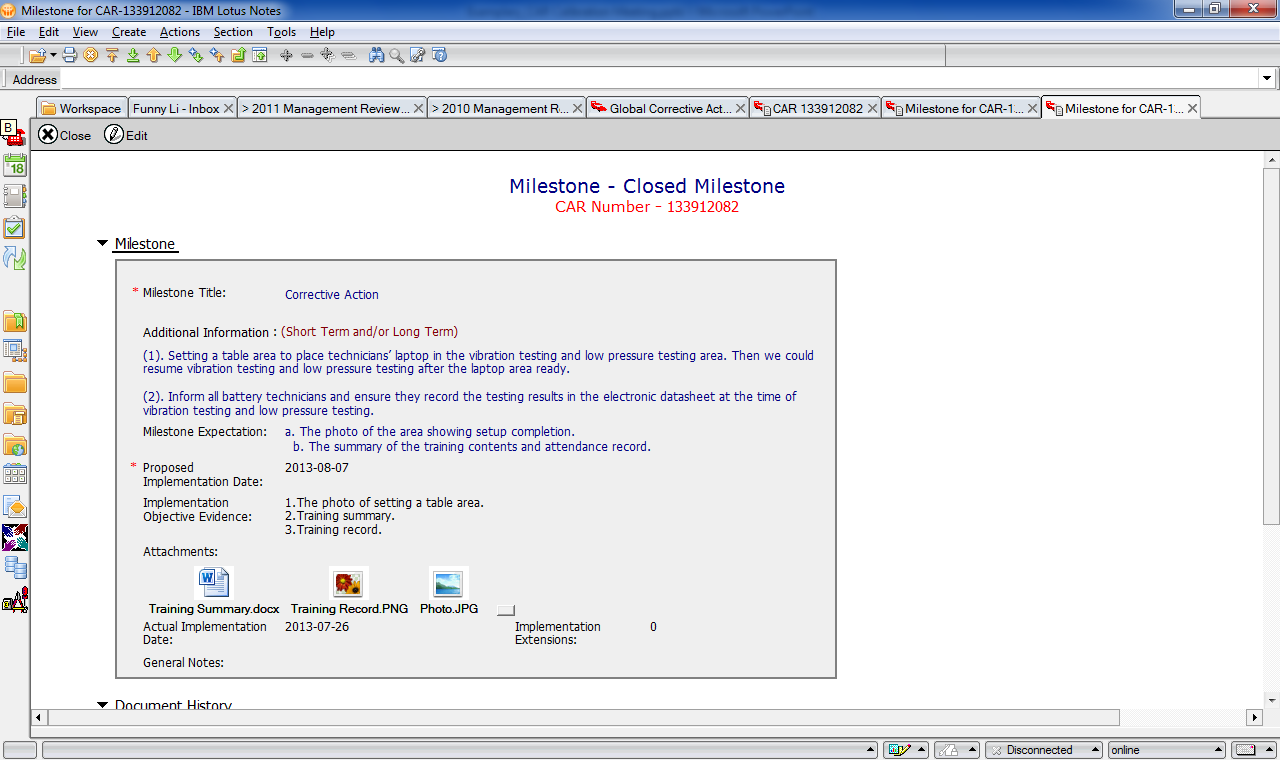 Milestone for CAR-133912082 - IBM Lotus Notes
File Edit View Create Actions Section Tools Help
Address
Workspace Funny Li - Inbox > 2011 Management Review... > 2010 Management R... Global Corrective Act... CAR 133912082 Milestone for CAR-1... Milestone for CAR-1...
B
Close Edit
18
Milestone - Closed Milestone
CAR Number - 133912082
Milestone
* Milestone Title: Corrective Action
Additional Information : (Short Term and/or Long Term)
(1). Setting a table area to place technicians' laptop in the vibration testing and low pressure testing area. Then we could
resume vibration testing and low pressure testing after the laptop area ready.
(2). Inform all battery technicians and ensure they record the testing results in the electronic datasheet at the time of
vibration testing and low pressure testing.
Milestone Expectation: a. The photo of the area showing setup completion.
b. The summary of the training contents and attendance record.
* Proposed 2013-08-07
Implementation Date:
Implementation 1.The photo of setting a table area.
Objective Evidence: 2.Training summary.
3.Training record.
Attachments:
Training Summary.docx Training Record.PNG Photo.JPG
Actual Implementation 2013-07-26 Implementation 0
Date: Extensions:
General Notes:
Document History
Disconnected online